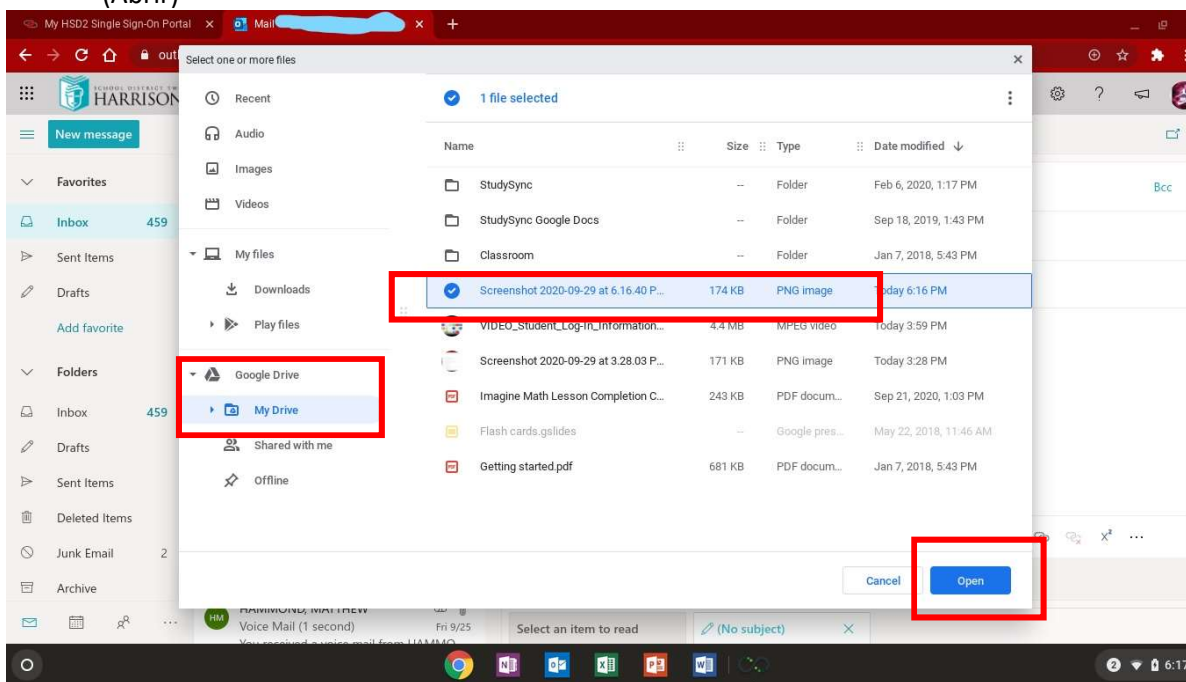 (Abrir)
My HSD2 Single Sign-On Portal
Mail
Select one or more files
HARRISON
Recent
1 file selected
New message
Audio
Name Size Type Date modified
Images
Favorites
StudySync -- Folder Feb 6, 2020, 1:17 PM
Bcc
Videos
Inbox 459
StudySync Google Docs -- Folder Sep 18, 2019, 1:43 PM
Sent Items
My files
Classroom -- Folder Jan 7, 2018, 5:43 PM
Drafts
Downloads
Screenshot 2020-09-29 at 6.16.40 P... 174 KB PNG image Today 6:16 PM
Add favorite
Play files
VIDEO_Student_Log-In_Information... 4.4 MB MPEG video Today 3:59 PM
Folders
Google Drive
Screenshot 2020-09-29 at 3.28.03 P... 171 KB PNG image Today 3:28 PM
Inbox 459
My Drive
Imagine Math Lesson Completion C... 243 KB PDF docum... Sep 21, 2020, 1:03 PM
Drafts
Shared with me
Flash cards.gslides -- Google pres... May 22, 2018, 11:46 AM
Sent Items
Offline
Getting started.pdf 681 KB PDF docum... Jan 7, 2018, 5:43 PM
Deleted Items
Junk Email 2
Cancel Open
Archive
HM HAMMOND, MATTHEW
Voice Mail (1 second) Fri 9/25
You received a voice mail from HAMMO
Select an item to read
(No subject)
2 6:17